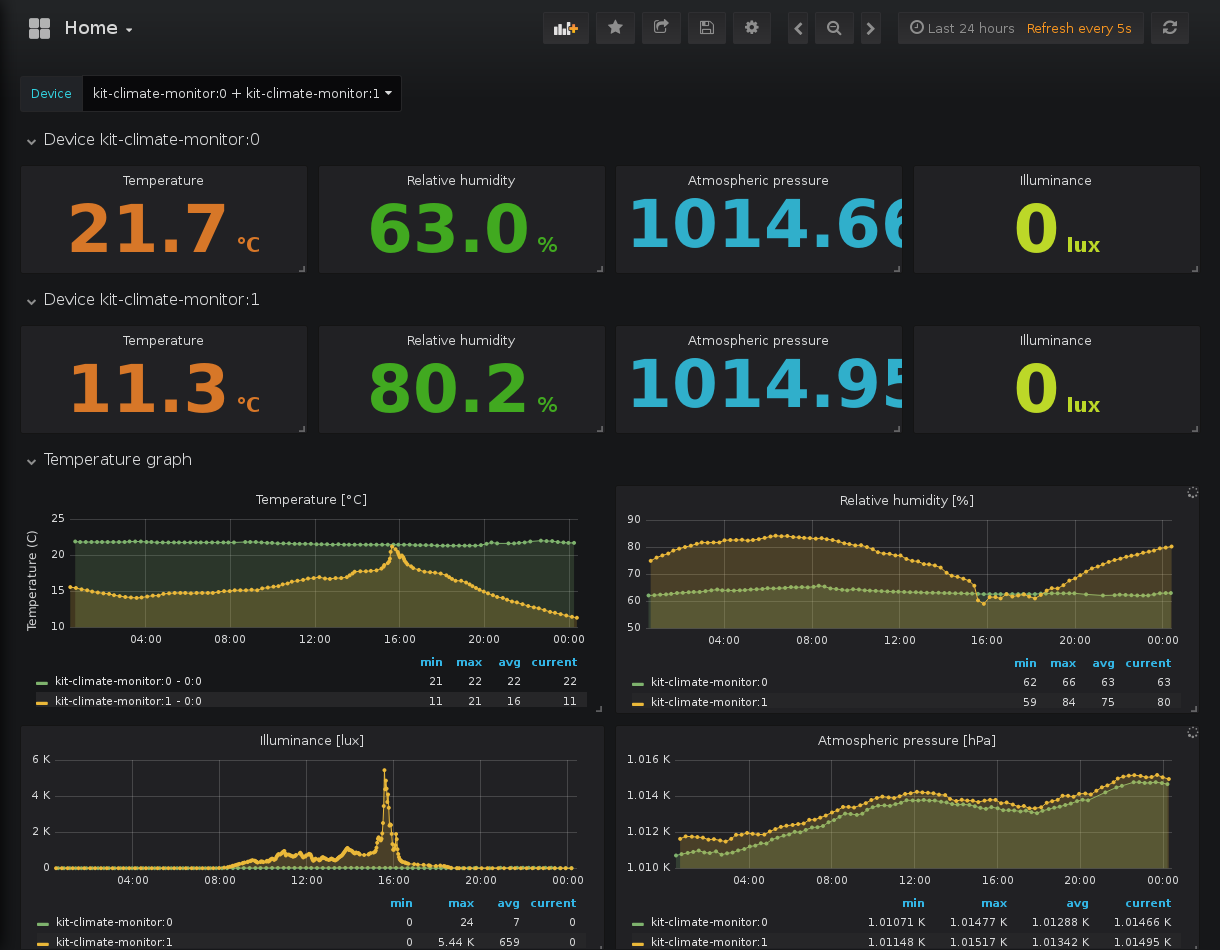 Home
Last 24 hours Refresh every 5s
Device kit-climate-monitor:0 + kit-climate-monitor:1
Device kit-climate-monitor:0
Temperature Relative humidity Atmospheric pressure Illuminance
21.7 °C 63.0 % 1014.66 0 lux
Device kit-climate-monitor:1
Temperature Relative humidity Atmospheric pressure Illuminance
11.3 °C 80.2 % 1014.95 0 lux
Temperature graph
Temperature [°C]
Temperature (C)
25
20
15
10
04:00 08:00 12:00 16:00 20:00 00:00
min max avg current
kit-climate-monitor:0 - 0:0 21 22 22 22
kit-climate-monitor:1 - 0:0 11 21 16 11
Relative humidity [%]
90
80
70
60
50
04:00 08:00 12:00 16:00 20:00 00:00
min max avg current
kit-climate-monitor:0 62 66 63 63
kit-climate-monitor:1 59 84 75 80
Illuminance [lux]
6 K
4 K
2 K
0
04:00 08:00 12:00 16:00 20:00 00:00
min max avg current
kit-climate-monitor:0 0 24 7 0
kit-climate-monitor:1 0 5.44 K 659 0
Atmospheric pressure [hPa]
1.016 K
1.014 K
1.012 K
1.010 K
04:00 08:00 12:00 16:00 20:00 00:00
min max avg current
kit-climate-monitor:0 1.01071 K 1.01477 K 1.01288 K 1.01466 K
kit-climate-monitor:1 1.01148 K 1.01517 K 1.01342 K 1.01495 K